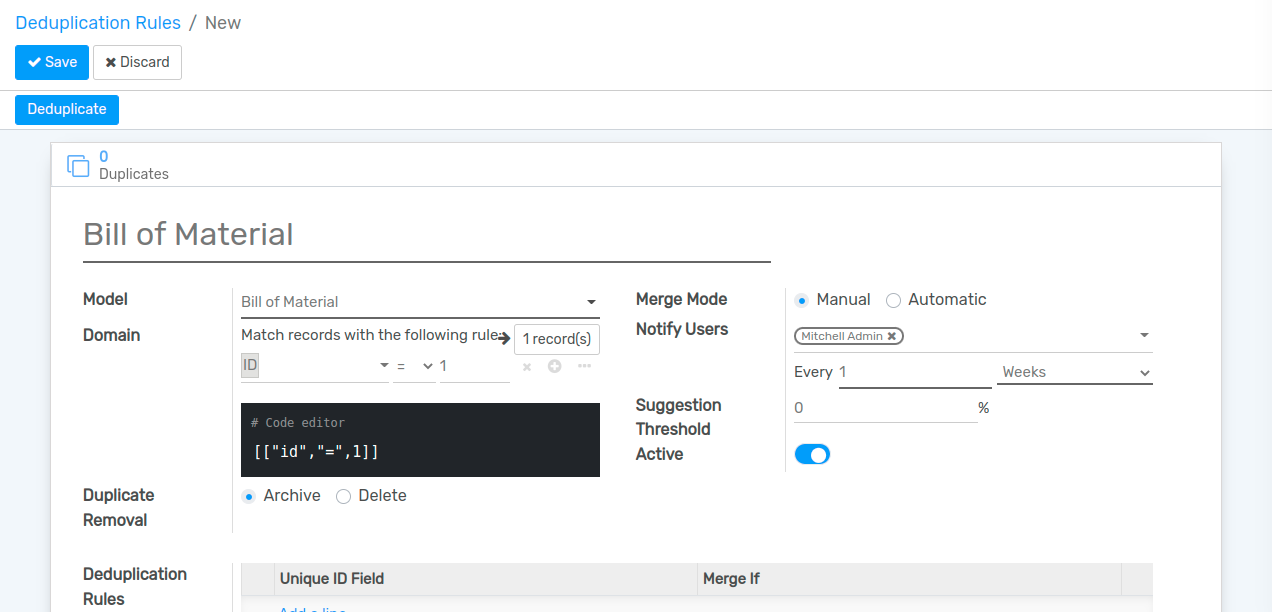 Deduplication Rules / New
Save Discard
Deduplicate
0
Duplicates
Bill of Material
Model Bill of Material
Domain Match records with the following rule: 1 record(s)
ID = 1
# Code editor
[["id","=",1]]
Duplicate Removal Archive Delete
Merge Mode Manual Automatic
Notify Users Mitchell Admin
Every 1 Weeks
Suggestion Threshold 0 %
Active
Deduplication Rules Unique ID Field Merge If
Add a line